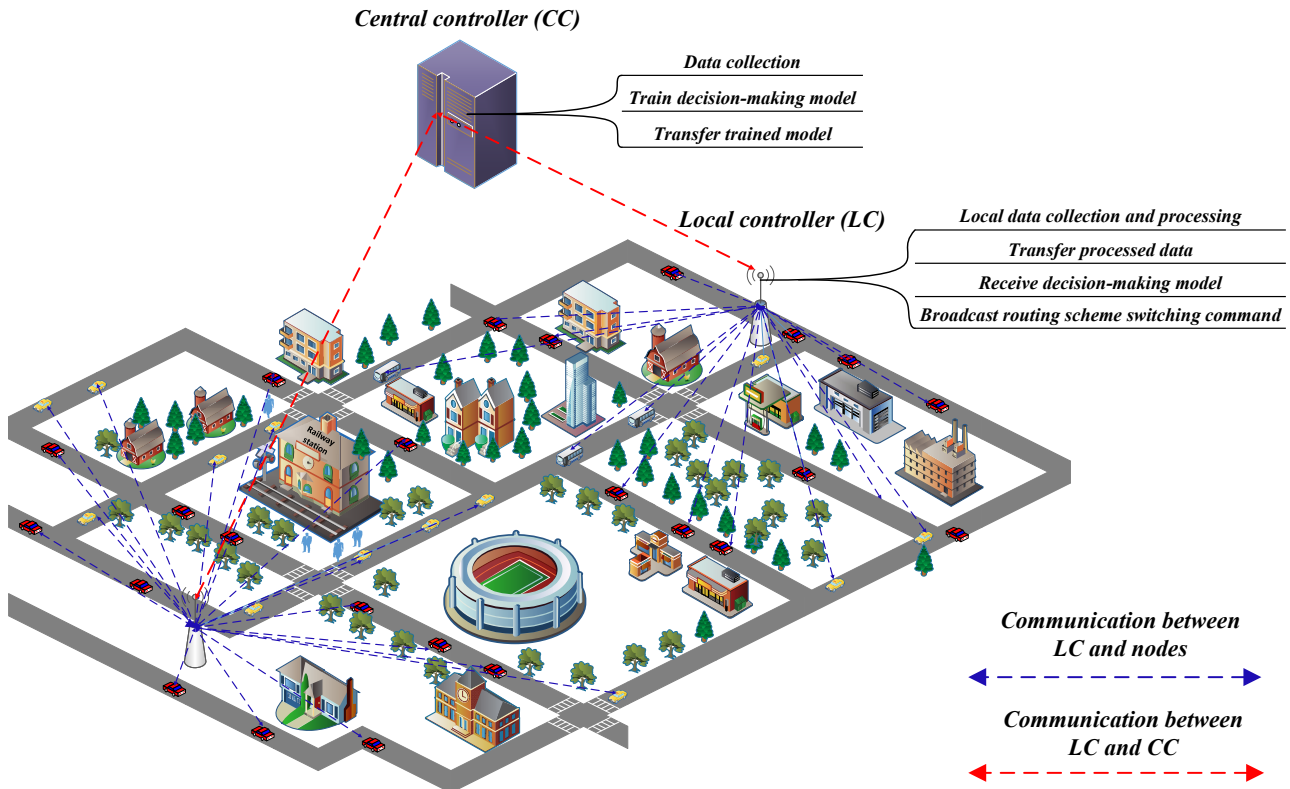 Central controller (CC)
Data collection
Train decision-making model
Transfer trained model
Local controller (LC)
Local data collection and processing
Transfer processed data
Receive decision-making model
Broadcast routing scheme switching command
Railway
station
Communication between
LC and nodes
Communication between
LC and CC